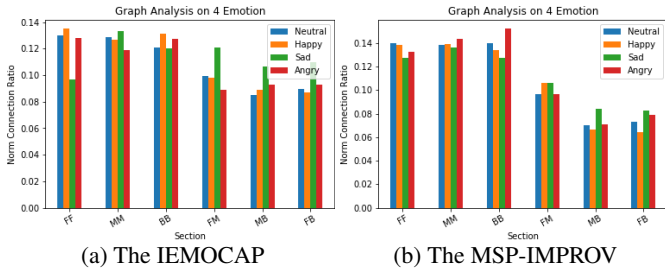 Graph Analysis on 4 Emotion
Norm Connection Ratio
0.14
0.12
0.10
0.08
0.06
0.04
0.02
0.00
Neutral
Happy
Sad
Angry
FF MM BB FM MB FB
Section
(a) The IEMOCAP
Graph Analysis on 4 Emotion
Norm Connection Ratio
0.14
0.12
0.10
0.08
0.06
0.04
0.02
0.00
Neutral
Happy
Sad
Angry
FF MM BB FM MB FB
Section
(b) The MSP-IMPROV